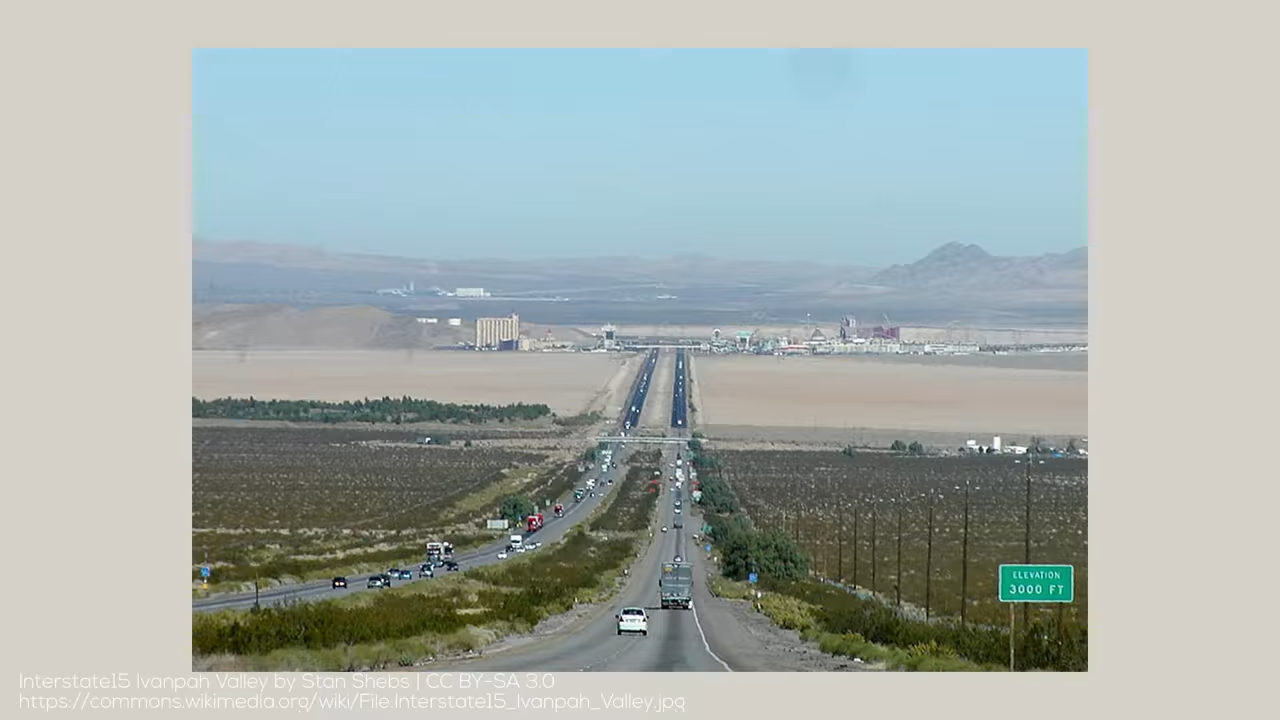 ELEVATION
3000 FT
Interstate15 Ivanpah Valley by Stan Shebs | CC BY-SA 3.0
https://commons.wikimedia.org/wiki/File:Interstate15_Ivanpah_Valley.jpg